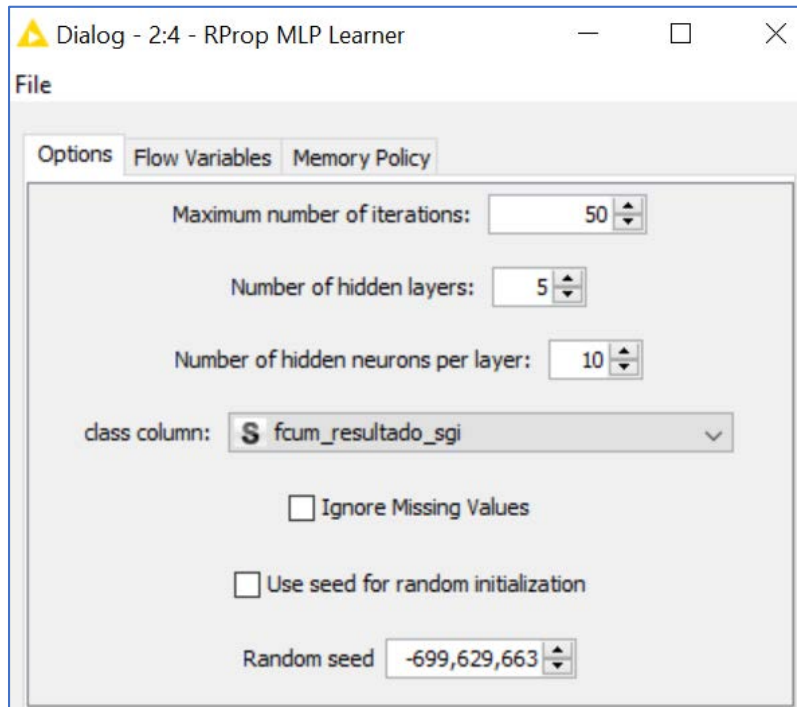 Dialog - 2:4 - RProp MLP Learner
File
Options Flow Variables Memory Policy
Maximum number of iterations: 50
Number of hidden layers: 5
Number of hidden neurons per layer: 10
class column: S fcum_resultado_sgi
Ignore Missing Values
Use seed for random initialization
Random seed -699,629,663